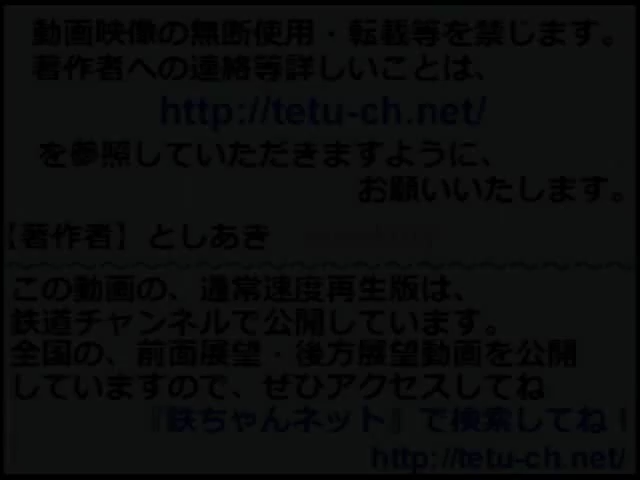 動画映像の無断使用・転載等を禁じます。
著作者への連絡等詳しいことは、
http://tetu-ch.net/
を参照していただきますように、
お願いいたします。
【著作者】としあき
この動画の、通常速度再生版は、
鉄道チャンネルで公開しています。
全国の、前面展望・後方展望動画を公開
していますので、ぜひアクセスしてね
『鉄ちゃんネット』で検索してね!
http://tetu-ch.net/